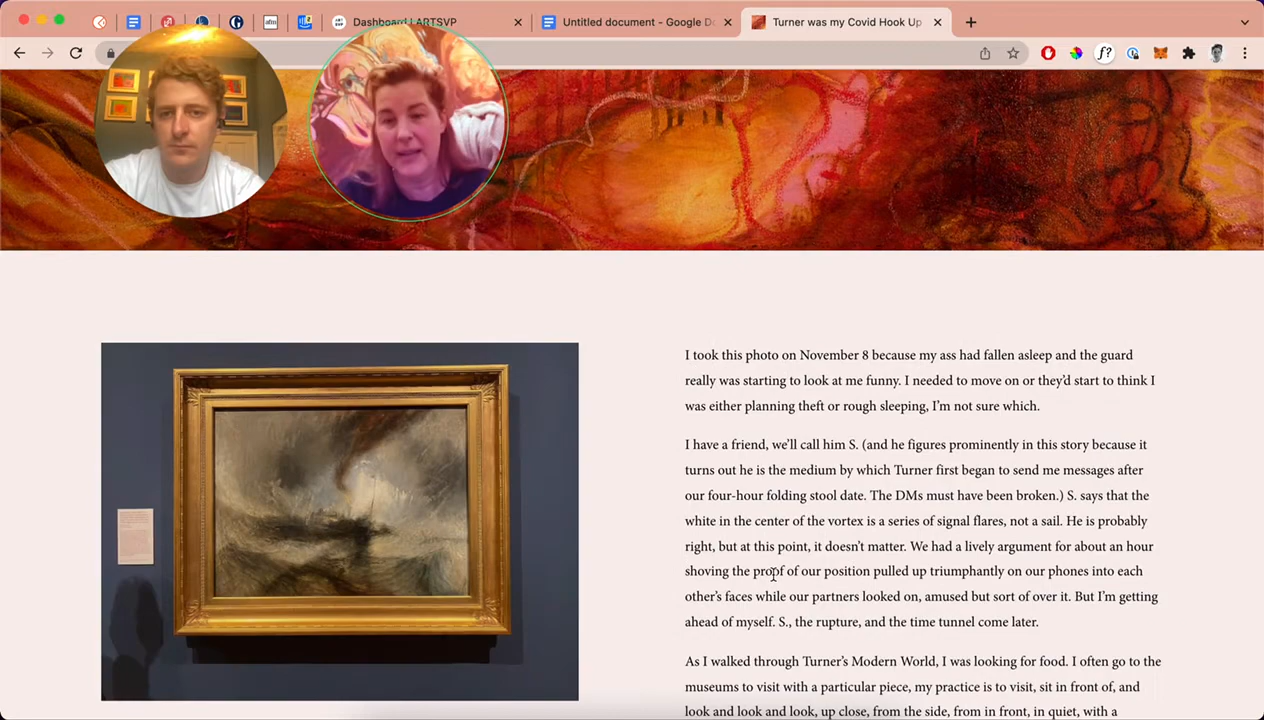 Dashboard | ARTSVP
Untitled document - Google D
Turner was my Covid Hook Up
I took this photo on November 8 because my ass had fallen asleep and the guard
really was starting to look at me funny. I needed to move on or they’d start to think I
was either planning theft or rough sleeping, I’m not sure which.
I have a friend, we’ll call him S. (and he figures prominently in this story because it
turns out he is the medium by which Turner first began to send me messages after
our four-hour folding stool date. The DMs must have been broken.) S. says that the
white in the center of the vortex is a series of signal flares, not a sail. He is probably
right, but at this point, it doesn’t matter. We had a lively argument for about an hour
shoving the proof of our position pulled up triumphantly on our phones into each
other’s faces while our partners looked on, amused but sort of over it. But I’m getting
ahead of myself. S., the rupture, and the time tunnel come later.
As I walked through Turner’s Modern World, I was looking for food. I often go to the
museums to visit with a particular piece, my practice is to visit, sit in front of, and
look and look and look, up close, from the side, from in front, in quiet, with a